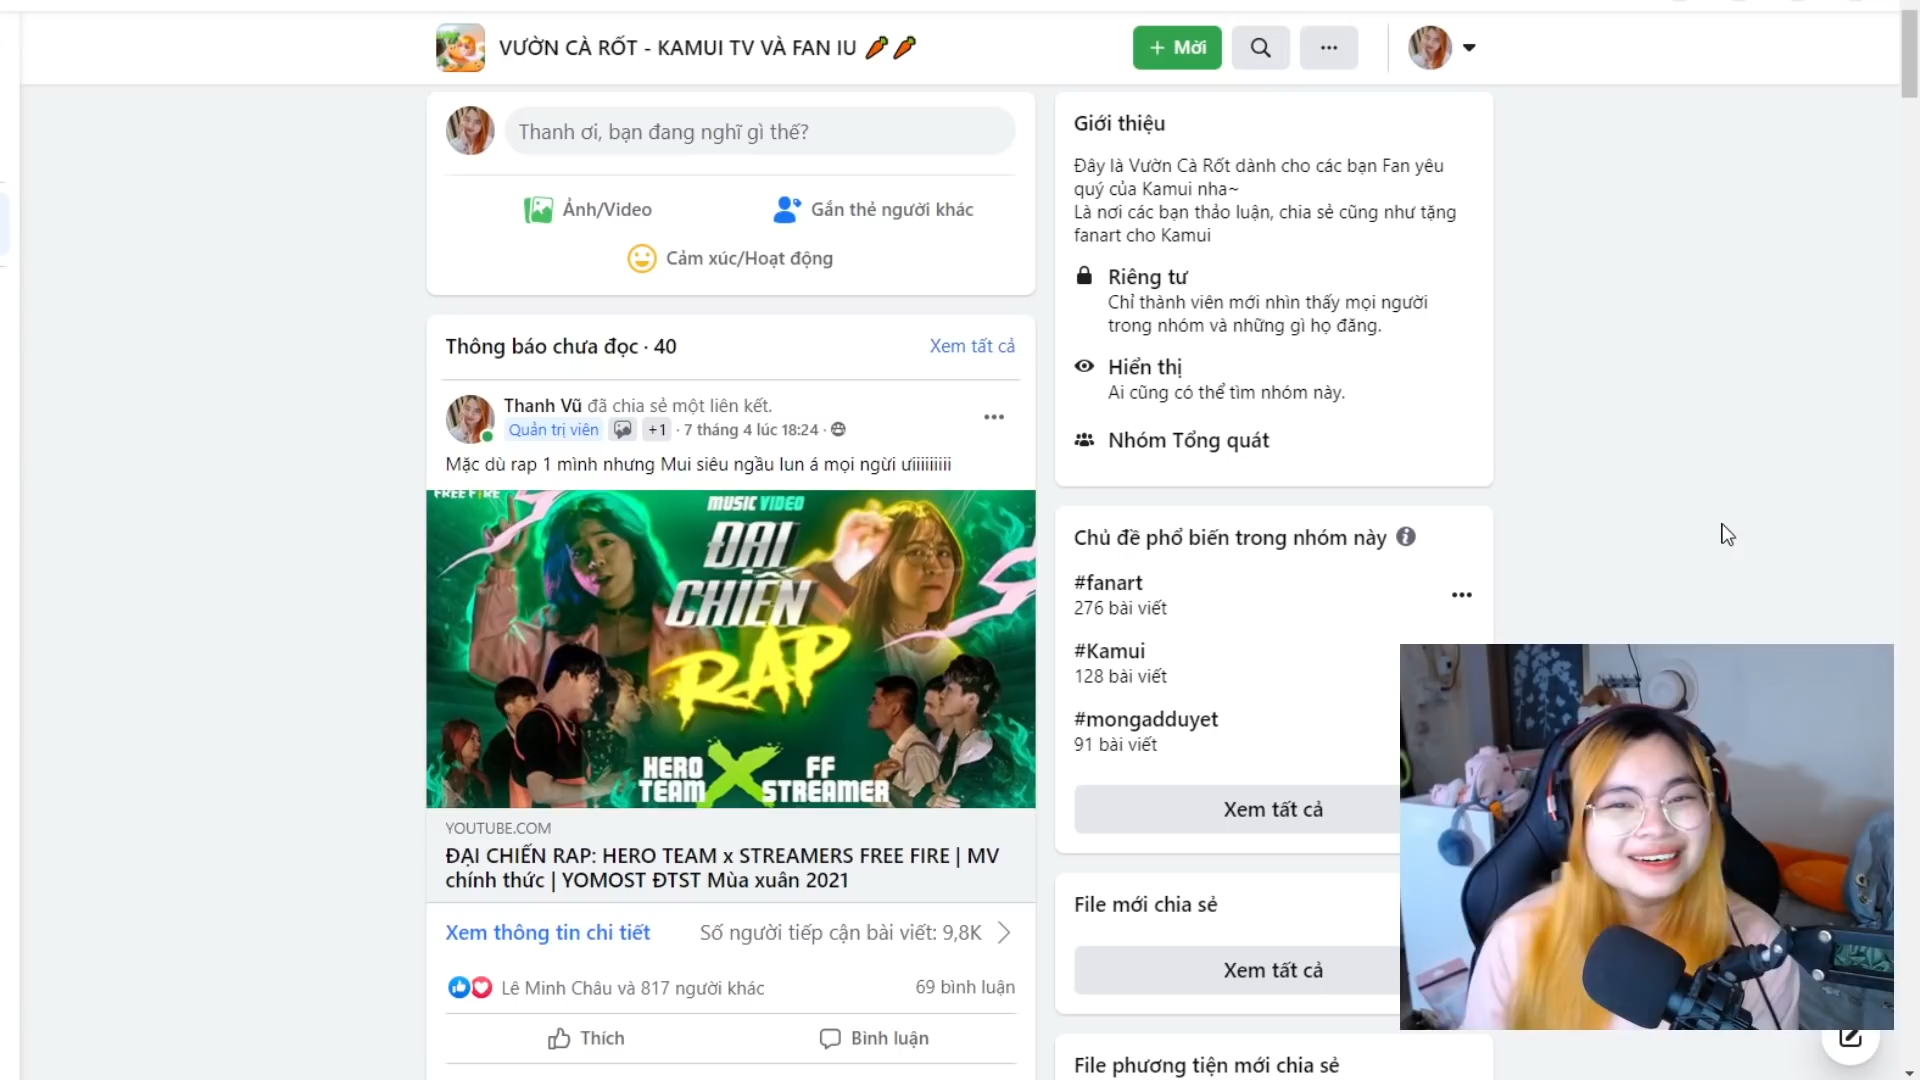 VƯỜN CÀ RỐT - KAMUI TV VÀ FAN IU 🥕🥕
+ Mời
Thanh ơi, bạn đang nghĩ gì thế?
Ảnh/Video
Gắn thẻ người khác
Cảm xúc/Hoạt động
Thông báo chưa đọc · 40
Xem tất cả
Thanh Vũ đã chia sẻ một liên kết.
Quản trị viên +1 · 7 tháng 4 lúc 18:24 ·
Mặc dù rap 1 mình nhưng Mui siêu ngầu lun á mọi ngừi ưiiiiiiii
FREE FIRE
MUSIC VIDEO
ĐẠI
CHIẾN
RAP
HERO
TEAM
X
FF
STREAMER
YOUTUBE.COM
ĐẠI CHIẾN RAP: HERO TEAM x STREAMERS FREE FIRE | MV
chính thức | YOMOST ĐTST Mùa xuân 2021
Xem thông tin chi tiết
Số người tiếp cận bài viết: 9,8K
Lê Minh Châu và 817 người khác
69 bình luận
Thích
Bình luận
Giới thiệu
Đây là Vườn Cà Rốt dành cho các bạn Fan yêu
quý của Kamui nha~
Là nơi các bạn thảo luận, chia sẻ cũng như tặng
fanart cho Kamui
Riêng tư
Chỉ thành viên mới nhìn thấy mọi người
trong nhóm và những gì họ đăng.
Hiển thị
Ai cũng có thể tìm nhóm này.
Nhóm Tổng quát
Chủ đề phổ biến trong nhóm này
#fanart
276 bài viết
#Kamui
128 bài viết
#mongadduyet
91 bài viết
Xem tất cả
File mới chia sẻ
Xem tất cả
File phương tiện mới chia sẻ